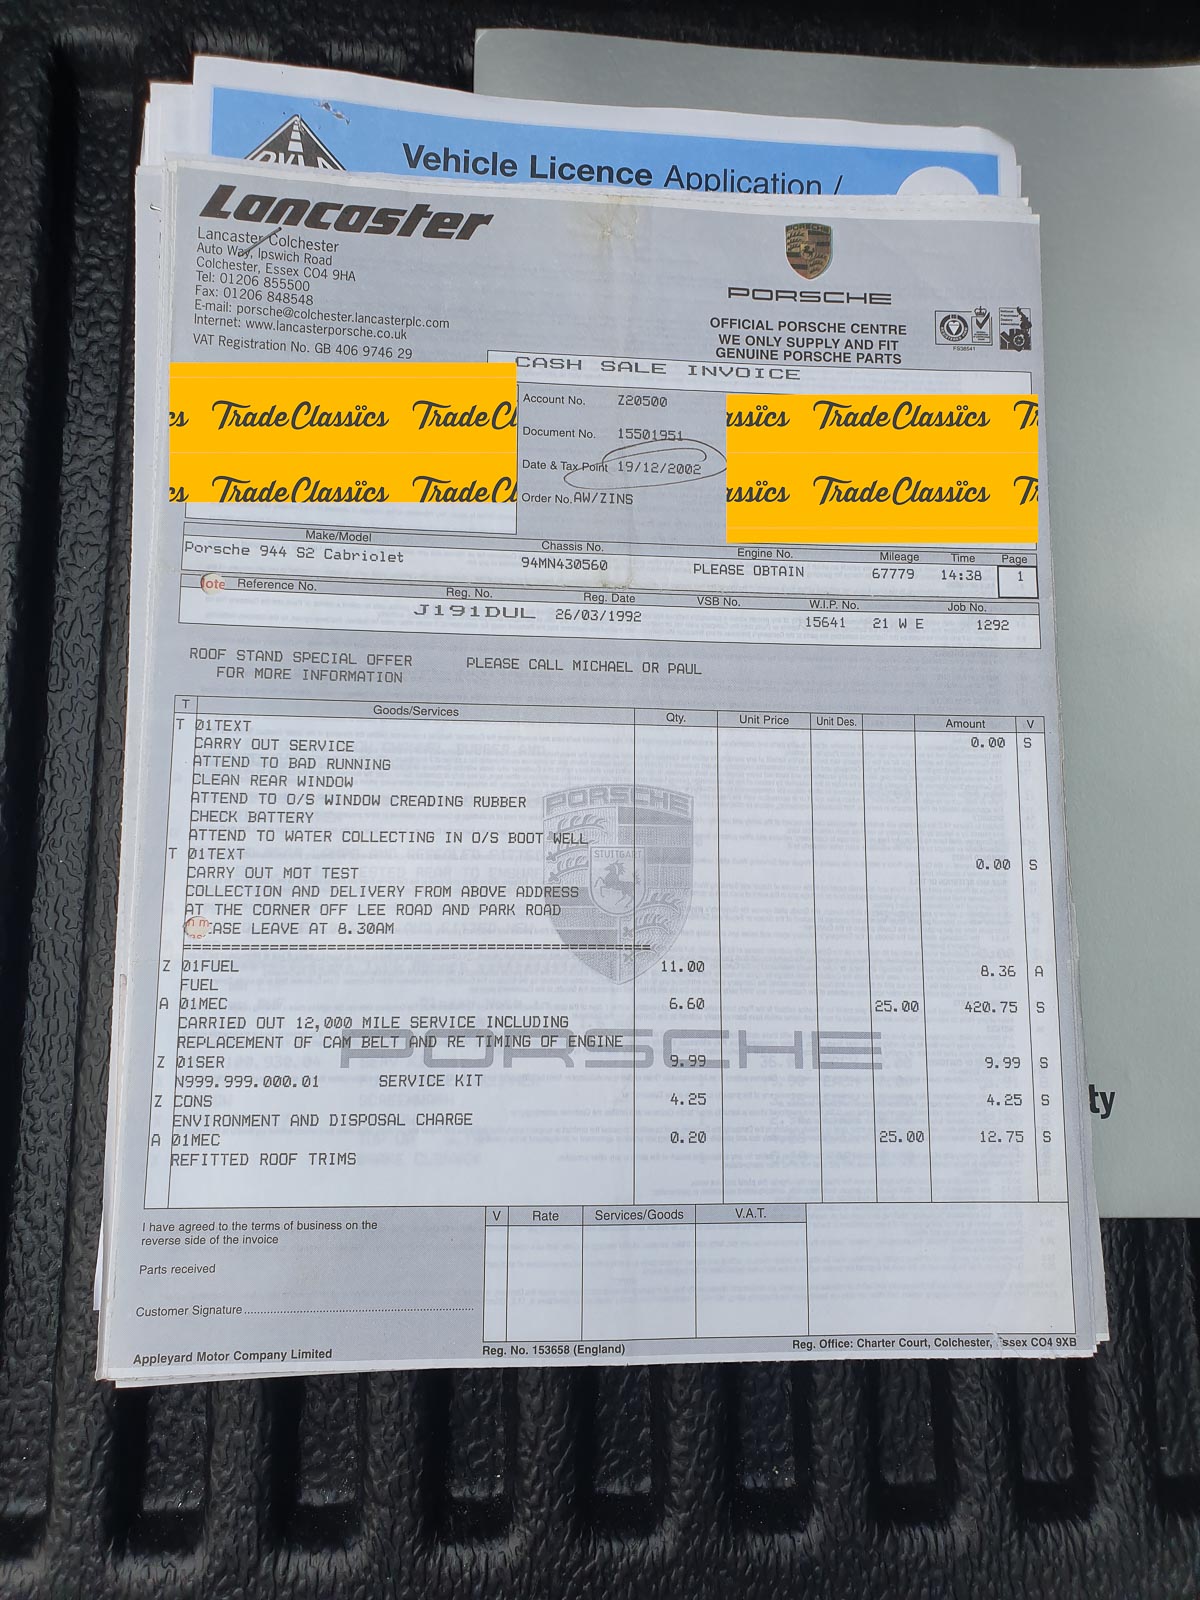 DVLA
Vehicle Licence Application /
Lancaster
Lancaster Colchester
Auto Way, Ipswich Road
Colchester, Essex CO4 9HA
Tel: 01206 855500
Fax: 01206 848548
E-mail: porsche@colchester.lancasterplc.com
Internet: www.lancasterporsche.co.uk
VAT Registration No. GB 406 9746 29
PORSCHE
PORSCHE
OFFICIAL PORSCHE CENTRE
WE ONLY SUPPLY AND FIT
GENUINE PORSCHE PARTS
FS38541
CASH SALE INVOICE
cs TradeClassics TradeCl
cs TradeClassics TradeCl
Account No. Z20500
Document No. 15501951
Date & Tax Point 19/12/2002
Order No. AW/ZINS
assics TradeClassics Tr
assics TradeClassics Tr
Make/Model Chassis No. Engine No. Mileage Time Page
Porsche 944 S2 Cabriolet 94MN430560 PLEASE OBTAIN 67779 14:38 1
lote Reference No. Reg. No. Reg. Date VSB No. W.I.P. No. Job No.
J191DUL 26/03/1992 15641 21 W E 1292
ROOF STAND SPECIAL OFFER PLEASE CALL MICHAEL OR PAUL
FOR MORE INFORMATION
T Goods/Services Qty. Unit Price Unit Des. Amount V
T 01TEXT
CARRY OUT SERVICE 0.00 S
ATTEND TO BAD RUNNING
CLEAN REAR WINDOW
ATTEND TO O/S WINDOW CREADING RUBBER
CHECK BATTERY
ATTEND TO WATER COLLECTING IN O/S BOOT WELL
T 01TEXT 0.00 S
CARRY OUT MOT TEST
COLLECTION AND DELIVERY FROM ABOVE ADDRESS
AT THE CORNER OFF LEE ROAD AND PARK ROAD
EASE LEAVE AT 8.30AM
PORSCHE
STUTTGART
Z 01FUEL 11.00 8.36 A
FUEL
A 01MEC 6.60 25.00 420.75 S
CARRIED OUT 12,000 MILE SERVICE INCLUDING
REPLACEMENT OF CAM BELT AND RE TIMING OF ENGINE
PORSCHE
Z 01SER 9.99 9.99 S
N999.999.000.01 SERVICE KIT
Z CONS 4.25 4.25 S
ENVIRONMENT AND DISPOSAL CHARGE
A 01MEC 0.20 25.00 12.75 S
REFITTED ROOF TRIMS
ty
I have agreed to the terms of business on the
reverse side of the invoice
Parts received
Customer Signature
V Rate Services/Goods V.A.T.
Appleyard Motor Company Limited
Reg. No. 153658 (England)
Reg. Office: Charter Court, Colchester, Essex CO4 9XB